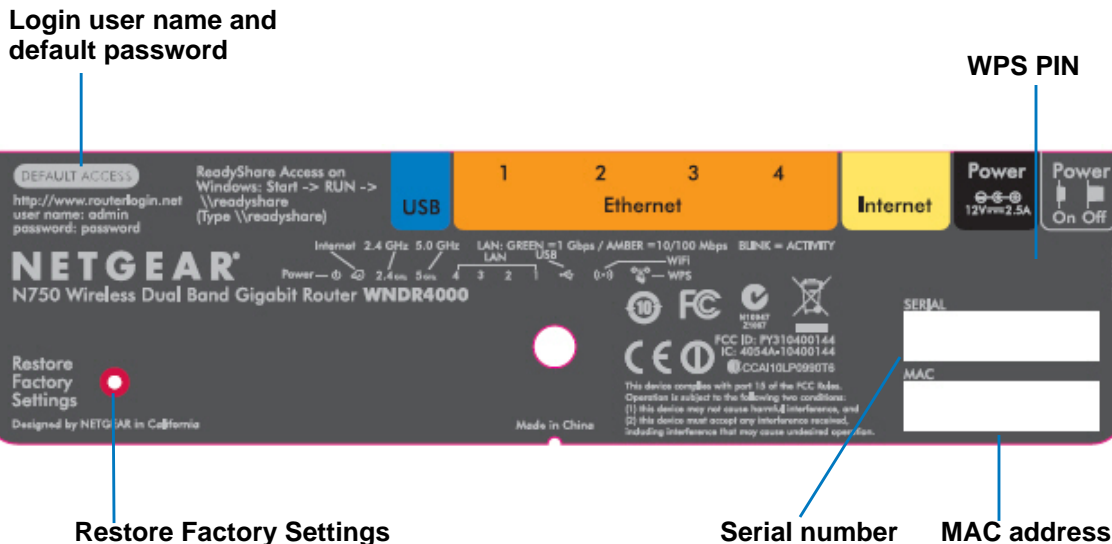 Login user name and
default password
WPS PIN
DEFAULT ACCESS
http://www.routerlogin.net
user name: admin
password: password
ReadyShare Access on
Windows: Start -> RUN ->
\\readyshare
(Type \\readyshare)
USB
1 2 3 4
Ethernet
Internet
Power
12V 2.5A
Power
On Off
Internet 2.4 GHz 5.0 GHz LAN: GREEN =1 Gbps / AMBER =10/100 Mbps BLINK = ACTIVITY
LAN USB WiFi
Power 2.4 GHz 5 GHz 4 3 2 1 WPS
NETGEAR®
N750 Wireless Dual Band Gigabit Router WNDR4000
10 FC
N10947
Z1087
CE
FCC ID: PY310400144
IC: 4054A-10400144
CCAI10LP0990T6
This device complies with part 15 of the FCC Rules.
Operation is subject to the following two conditions:
(1) this device may not cause harmful interference, and
(2) this device must accept any interference received,
including interference that may cause undesired operation.
SERIAL
MAC
Restore
Factory
Settings
Designed by NETGEAR in California
Made in China
Restore Factory Settings
Serial number
MAC address